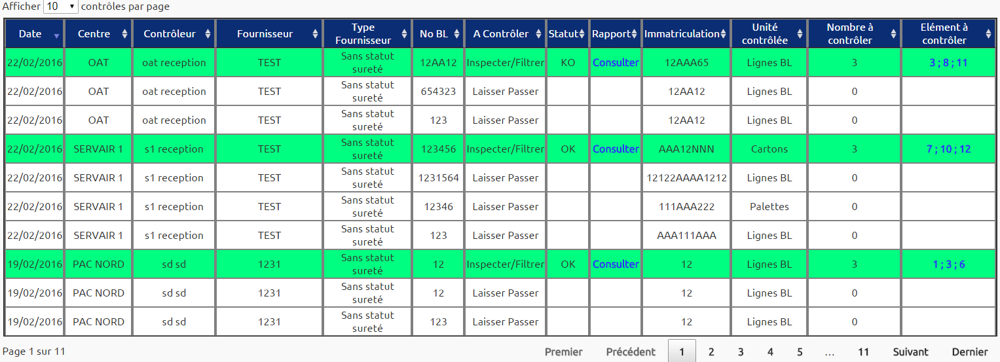 Afficher 10 contrôles par page
Date Centre Contrôleur Fournisseur Type Fournisseur No BL A Contrôler Statut Rapport Immatriculation Unité contrôlée Nombre à contrôler Elément à contrôler
22/02/2016 OAT oat reception TEST Sans statut sureté 12AA12 Inspecter/Filtrer KO Consulter 12AAA65 Lignes BL 3 3 ; 8 ; 11
22/02/2016 OAT oat reception TEST Sans statut sureté 654323 Laisser Passer 12AA12 Lignes BL 0
22/02/2016 OAT oat reception TEST Sans statut sureté 123 Laisser Passer 12AA12 Lignes BL 0
22/02/2016 SERVAIR 1 s1 reception TEST Sans statut sureté 123456 Inspecter/Filtrer OK Consulter AAA12NNN Cartons 3 7 ; 10 ; 12
22/02/2016 SERVAIR 1 s1 reception TEST Sans statut sureté 1231564 Laisser Passer 12122AAAA1212 Lignes BL 0
22/02/2016 SERVAIR 1 s1 reception TEST Sans statut sureté 12346 Laisser Passer 111AAA222 Palettes 0
22/02/2016 SERVAIR 1 s1 reception TEST Sans statut sureté 123 Laisser Passer AAA111AAA Lignes BL 0
19/02/2016 PAC NORD sd sd 1231 Sans statut sureté 12 Inspecter/Filtrer OK Consulter 12 Lignes BL 3 1 ; 3 ; 6
19/02/2016 PAC NORD sd sd 1231 Sans statut sureté 12 Laisser Passer 12 Lignes BL 0
19/02/2016 PAC NORD sd sd 1231 Sans statut sureté 123 Laisser Passer 12 Lignes BL 0
Page 1 sur 11 Premier Précédent 1 2 3 4 5 … 11 Suivant Dernier